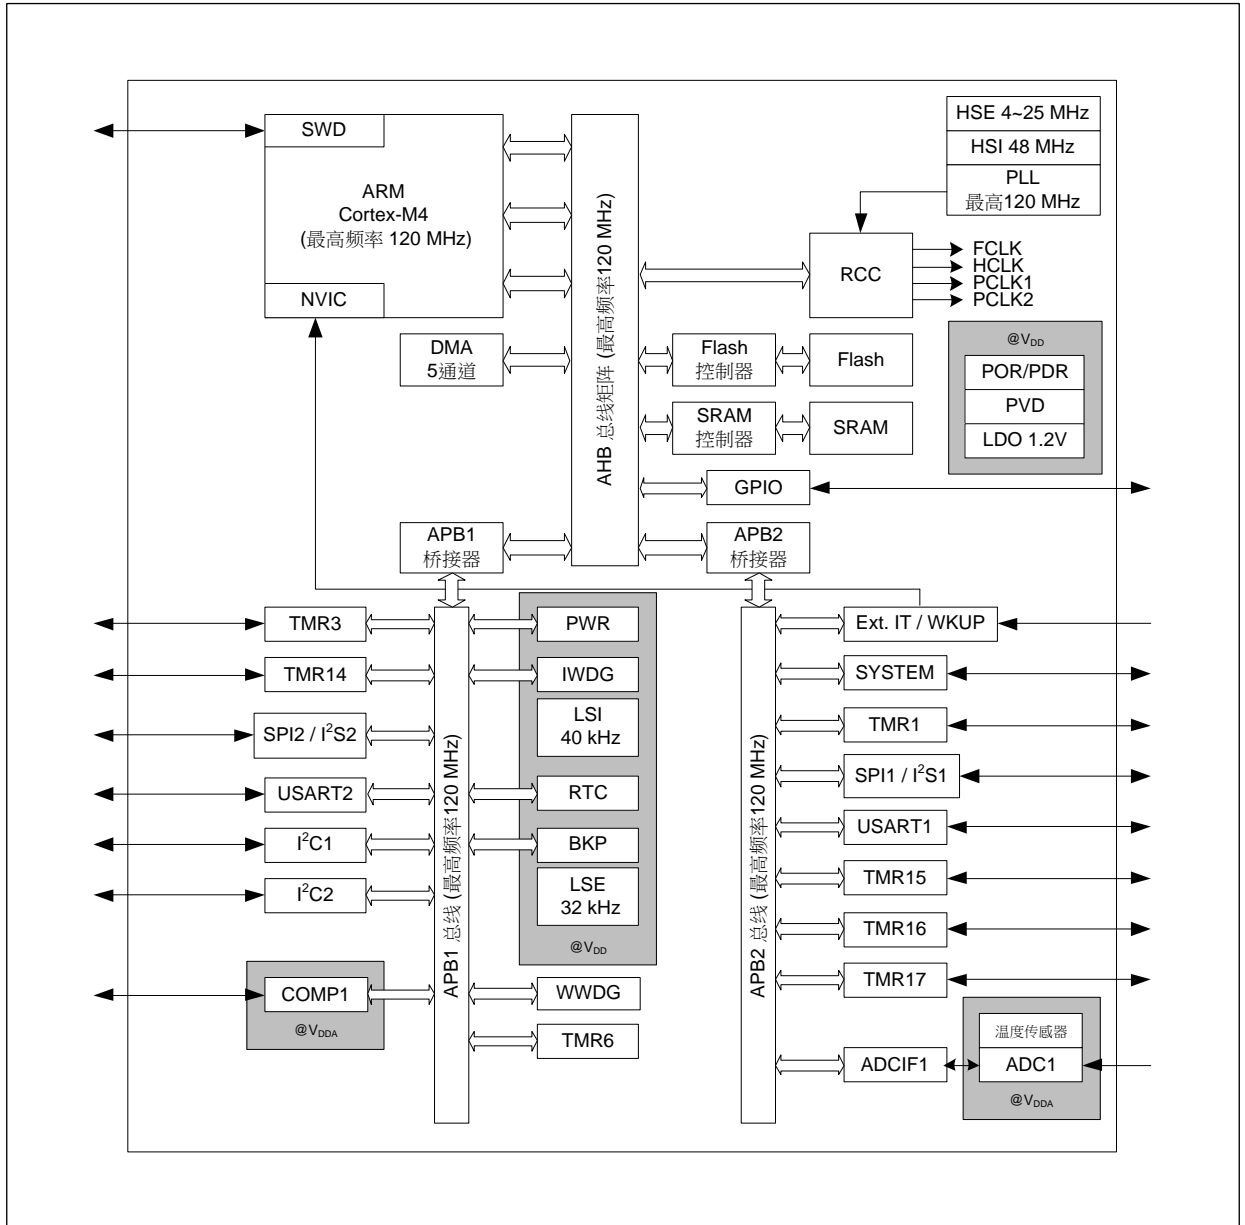 SWD
ARM
Cortex-M4
(最高频率 120 MHz)
NVIC
DMA
5通道
AHB 总线矩阵 (最高频率120 MHz)
HSE 4~25 MHz
HSI 48 MHz
PLL
最高120 MHz
RCC
FCLK
HCLK
PCLK1
PCLK2
Flash
控制器
Flash
SRAM
控制器
SRAM
GPIO
@VDD
POR/PDR
PVD
LDO 1.2V
APB1
桥接器
APB2
桥接器
TMR3
TMR14
SPI2 / I²S2
USART2
I²C1
I²C2
COMP1
@VDDA
APB1 总线 (最高频率120 MHz)
PWR
IWDG
LSI
40 kHz
RTC
BKP
LSE
32 kHz
@VDD
WWDG
TMR6
APB2 总线 (最高频率120 MHz)
Ext. IT / WKUP
SYSTEM
TMR1
SPI1 / I²S1
USART1
TMR15
TMR16
TMR17
ADCIF1
温度传感器
ADC1
@VDDA